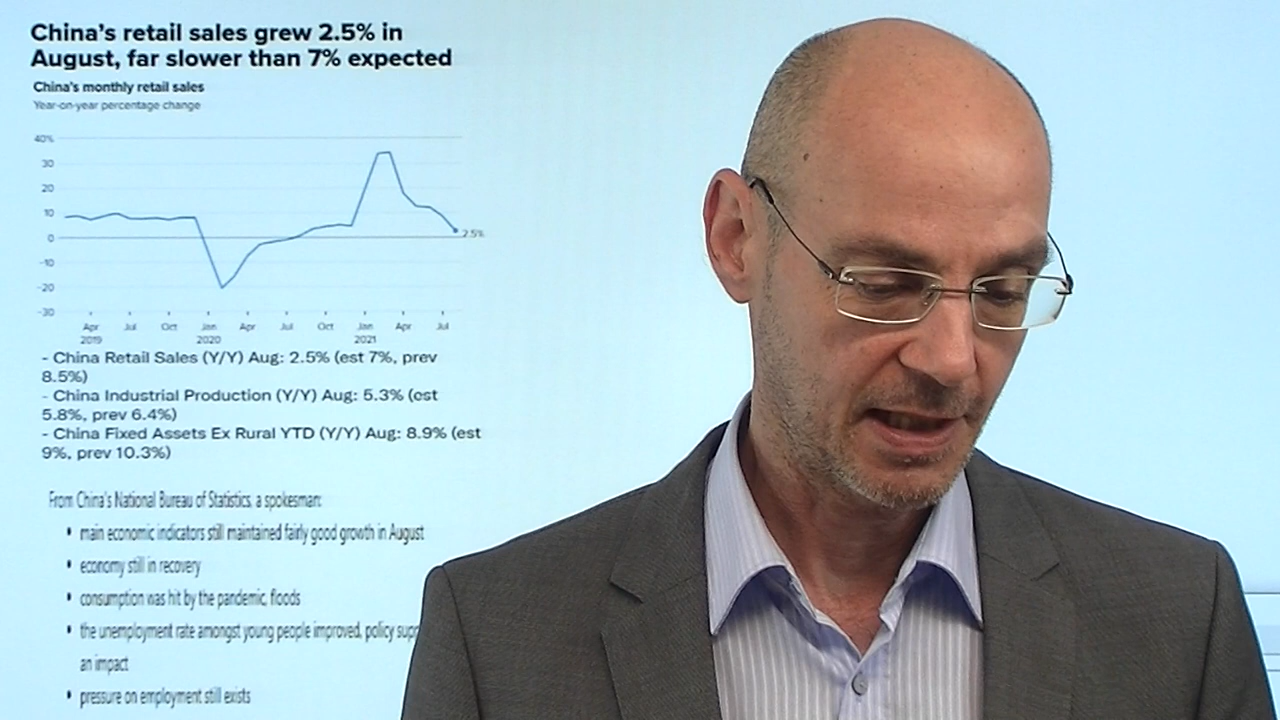 China's retail sales grew 2.5% in
August, far slower than 7% expected
China's monthly retail sales
Year-on-year percentage change
40%
30
20
10
0
-10
-20
-30
2.5%
Apr Jul Oct Jan Apr Jul Oct Jan Apr Jul
2019 2020 2021
- China Retail Sales (Y/Y) Aug: 2.5% (est 7%, prev
8.5%)
- China Industrial Production (Y/Y) Aug: 5.3% (est
5.8%, prev 6.4%)
- China Fixed Assets Ex Rural YTD (Y/Y) Aug: 8.9% (est
9%, prev 10.3%)
From China's National Bureau of Statistics, a spokesman:
• main economic indicators still maintained fairly good growth in August
• economy still in recovery
• consumption was hit by the pandemic, floods
• the unemployment rate amongst young people improved, policy
an impact
• pressure on employment still exists